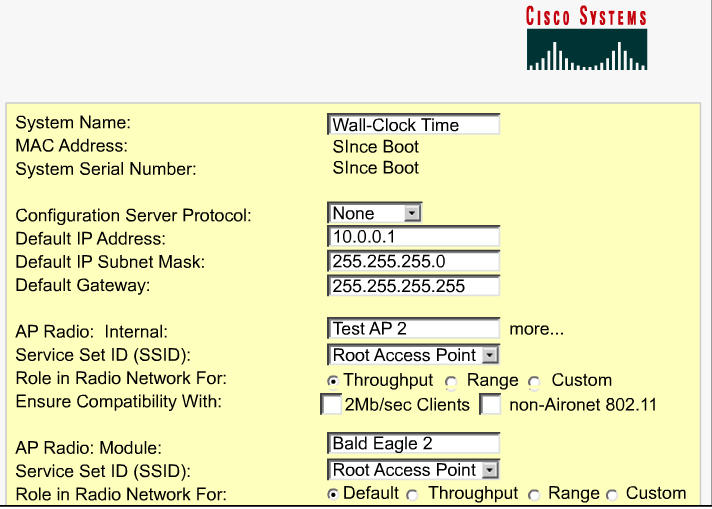 CISCO SYSTEMS
System Name: Wall-Clock Time
MAC Address: SInce Boot
System Serial Number: SInce Boot
Configuration Server Protocol: None
Default IP Address: 10.0.0.1
Default IP Subnet Mask: 255.255.255.0
Default Gateway: 255.255.255.255
AP Radio: Internal: Test AP 2 more...
Service Set ID (SSID): Root Access Point
Role in Radio Network For: Throughput Range Custom
Ensure Compatibility With: 2Mb/sec Clients non-Aironet 802.11
AP Radio: Module: Bald Eagle 2
Service Set ID (SSID): Root Access Point
Role in Radio Network For: Default Throughput Range Custom